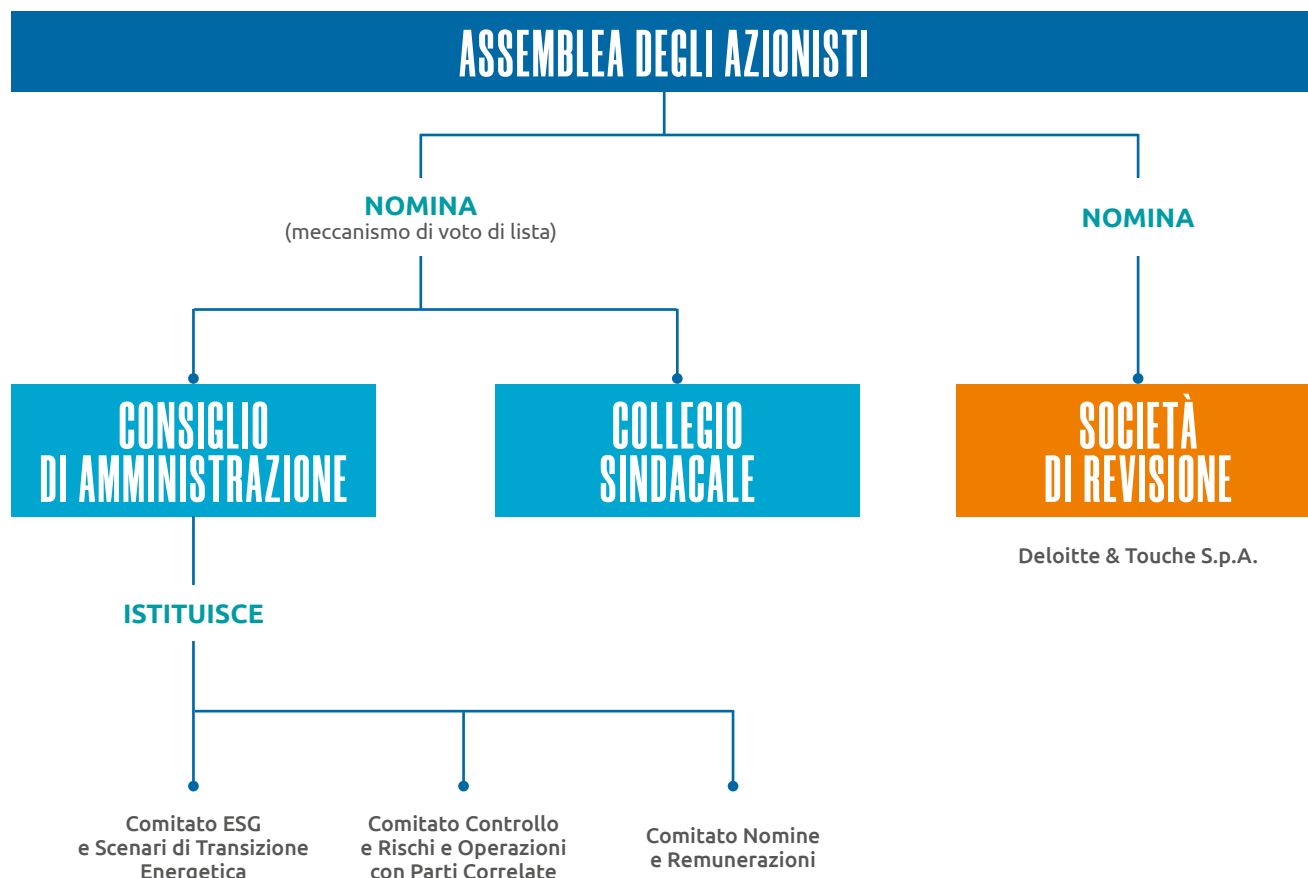 ASSEMBLEA DEGLI AZIONISTI
NOMINA
(meccanismo di voto di lista)
NOMINA
CONSIGLIO
DI AMMINISTRAZIONE
COLLEGIO
SINDACALE
SOCIETÀ
DI REVISIONE
Deloitte & Touche S.p.A.
ISTITUISCE
Comitato ESG
e Scenari di Transizione
Energetica
Comitato Controllo
e Rischi e Operazioni
con Parti Correlate
Comitato Nomine
e Remunerazioni